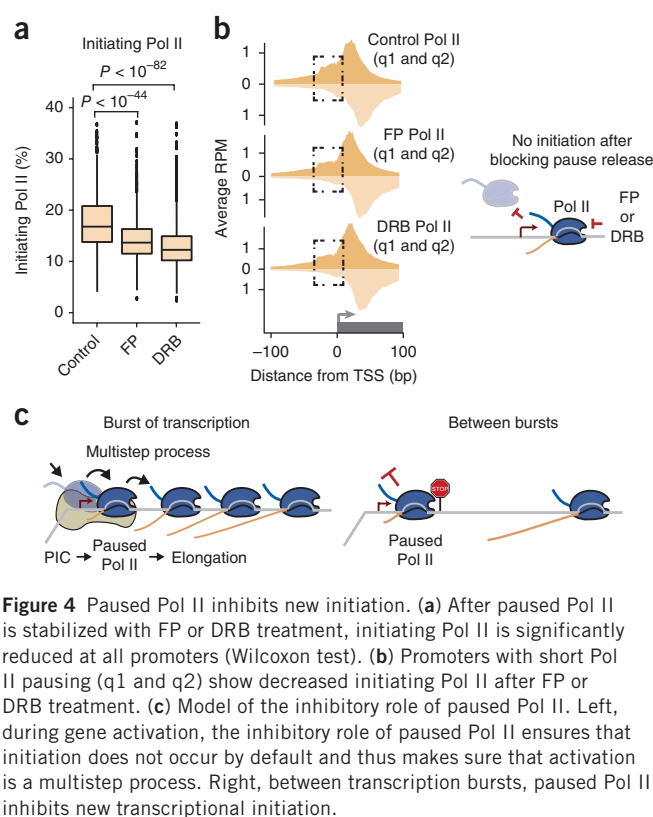 a
Initiating Pol II
P < 10–82
P < 10–44
Initiating Pol II (%)
40
30
20
10
0
Control
FP
DRB
b
Average RPM
1
0
1
Control Pol II
(q1 and q2)
1
0
1
FP Pol II
(q1 and q2)
1
0
1
DRB Pol II
(q1 and q2)
–100
0
100
Distance from TSS (bp)
No initiation after
blocking pause release
Pol II
FP
or
DRB
c
Burst of transcription
Multistep process
PIC
Paused
Pol II
Elongation
Between bursts
STOP
Paused
Pol II
Figure 4 Paused Pol II inhibits new initiation. (a) After paused Pol II
is stabilized with FP or DRB treatment, initiating Pol II is significantly
reduced at all promoters (Wilcoxon test). (b) Promoters with short Pol
II pausing (q1 and q2) show decreased initiating Pol II after FP or
DRB treatment. (c) Model of the inhibitory role of paused Pol II. Left,
during gene activation, the inhibitory role of paused Pol II ensures that
initiation does not occur by default and thus makes sure that activation
is a multistep process. Right, between transcription bursts, paused Pol II
inhibits new transcriptional initiation.